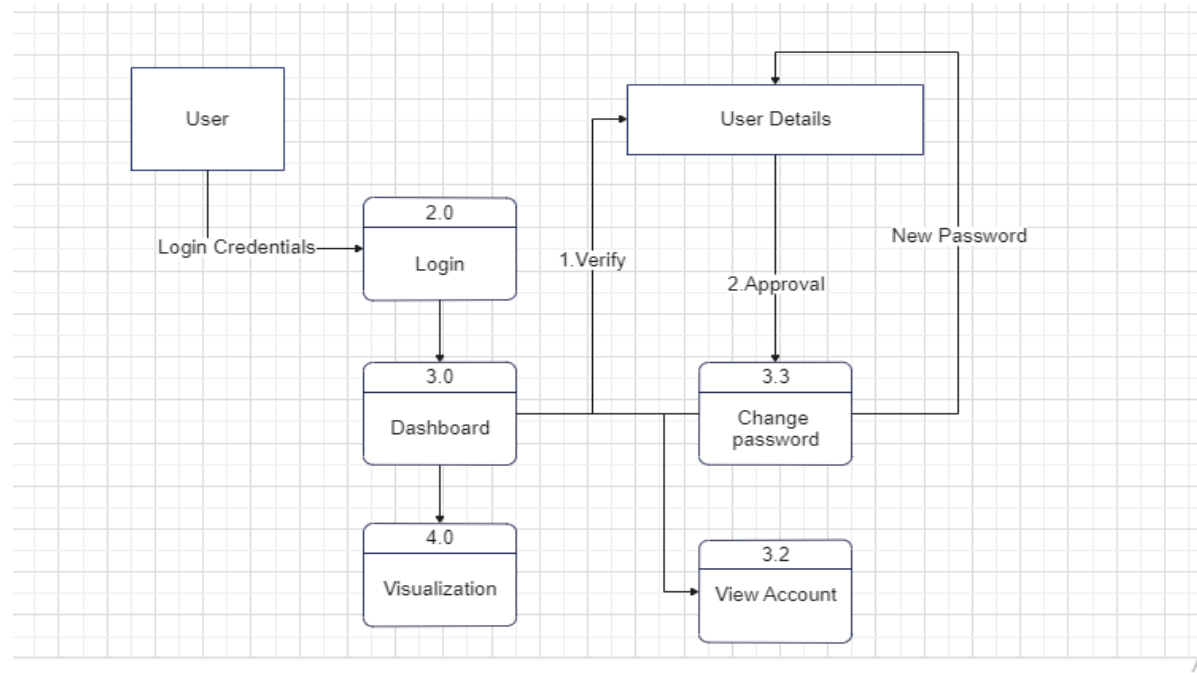 User
User Details
2.0
Login
Login Credentials
1.Verify
New Password
2.Approval
3.0
Dashboard
3.3
Change
password
4.0
Visualization
3.2
View Account